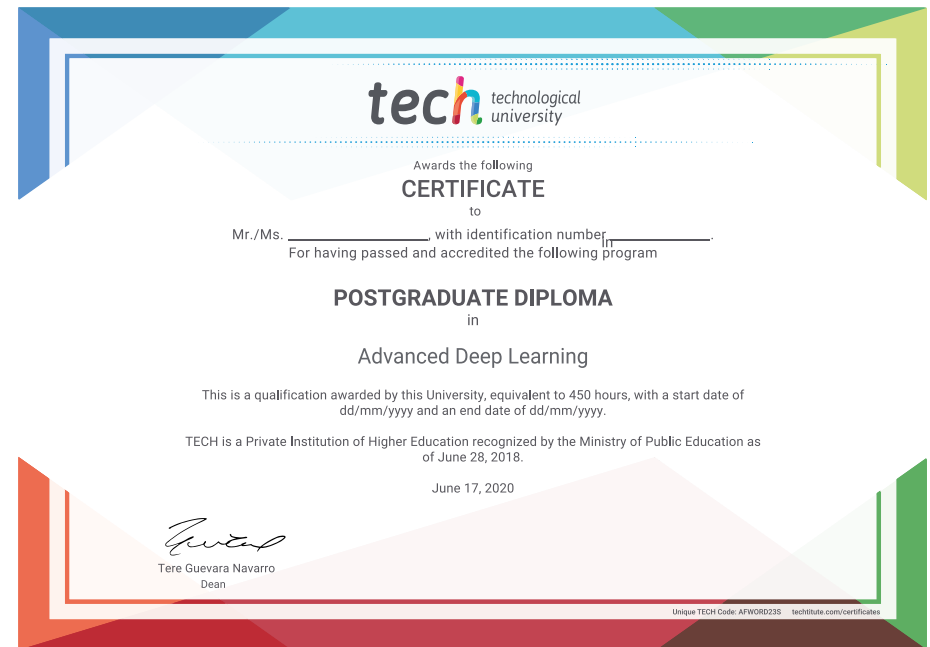 tech technological
university
Awards the following
CERTIFICATE
to
Mr./Ms. ____________, with identification number_________.
in
For having passed and accredited the following program
POSTGRADUATE DIPLOMA
in
Advanced Deep Learning
This is a qualification awarded by this University, equivalent to 450 hours, with a start date of
dd/mm/yyyy and an end date of dd/mm/yyyy.
TECH is a Private Institution of Higher Education recognized by the Ministry of Public Education as
of June 28, 2018.
June 17, 2020
Tere Guevara Navarro
Dean
Unique TECH Code: AFWORD23S techtitute.com/certificates